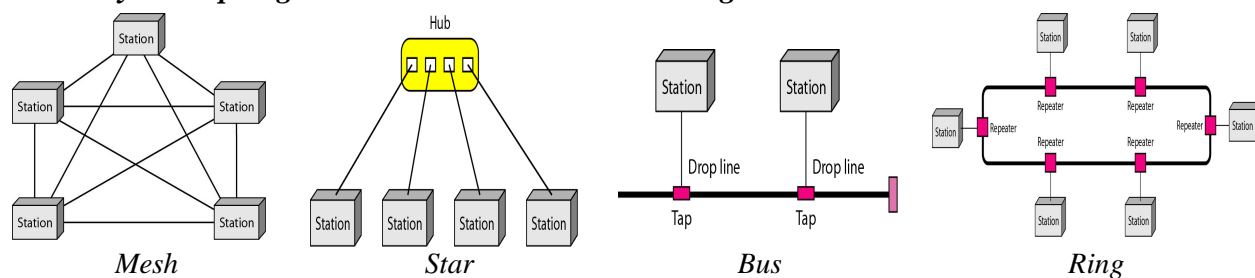 Station
Station
Station
Station
Station
Mesh
Hub
Station
Station
Station
Station
Star
Station
Station
Drop line
Drop line
Tap
Tap
Bus
Station
Station
Repeater
Repeater
Station
Repeater
Repeater
Station
Repeater
Repeater
Station
Station
Ring